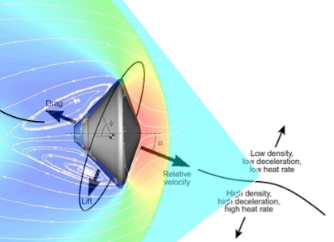 Drag
ϕ
α
Relative
velocity
Lift
Low density,
low deceleration,
low heat rate
High density,
high deceleration,
high heat rate